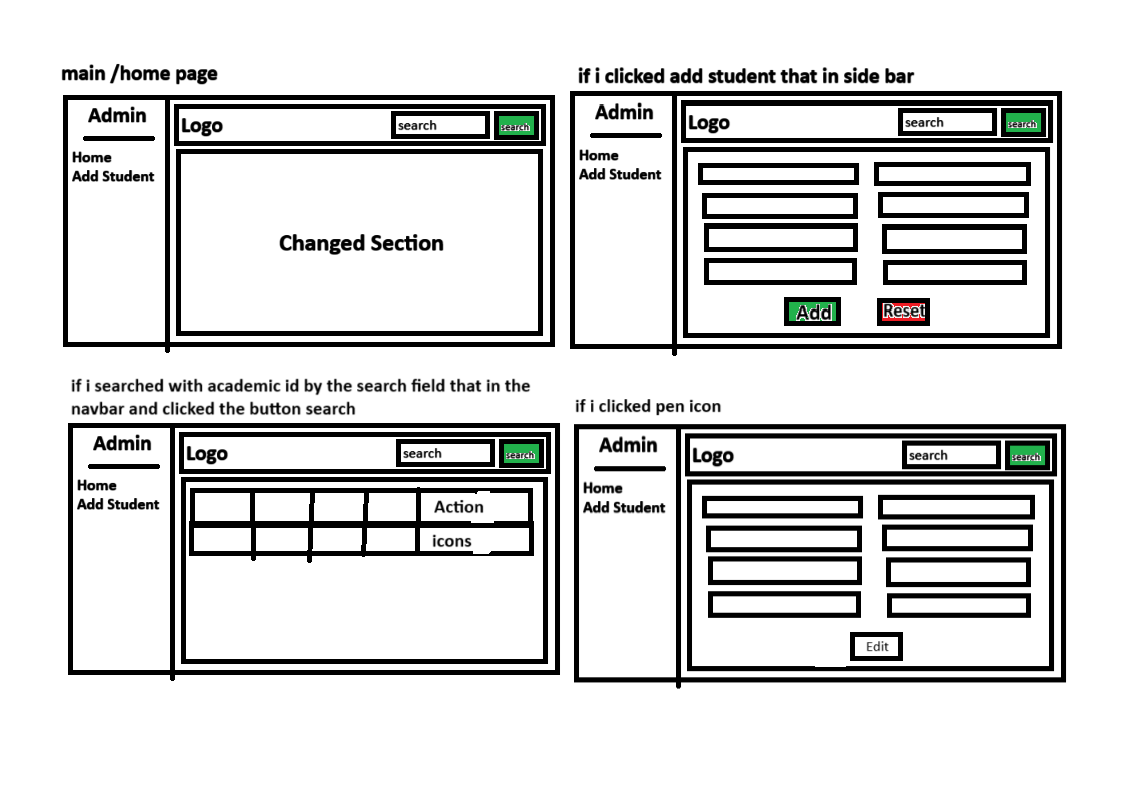 main /home page
Admin
Home
Add Student
Logo
search
search
Changed Section
if i clicked add student that in side bar
Admin
Home
Add Student
Logo
search
search
Add
Reset
if i searched with academic id by the search field that in the
navbar and clicked the button search
Admin
Home
Add Student
Logo
search
search
Action
icons
if i clicked pen icon
Admin
Home
Add Student
Logo
search
search
Edit